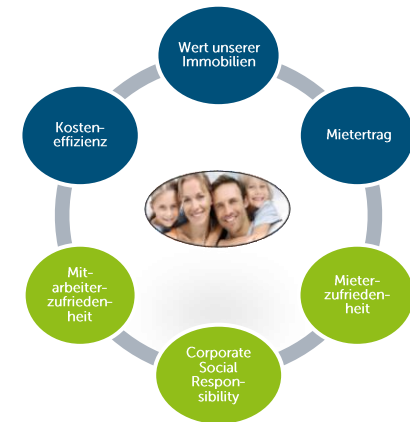 Wert unserer
Immobilien
Kosten-
effizienz
Mietertrag
Mit-
arbeiter-
zufrieden-
heit
Mieter-
zufrieden-
heit
Corporate
Social
Respon-
sibility